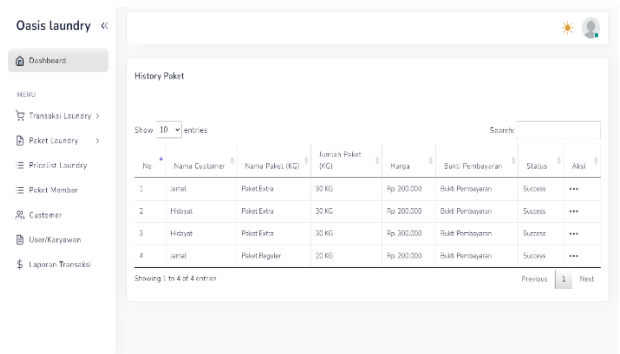 Oasis laundry «
Dashboard
MENU
Transaksi Laundry >
Paket Laundry >
Pricelist Laundry
Paket Member
Customer
User/Karyawan
$ Laporan Transaksi
History Paket
Show 10 entries Search:
No Nama Customer Nama Paket (KG) Jumlah Paket (KG) Harga Bukti Pembayaran Status Aksi
1 Jamal Paket Extra 30 KG Rp. 200.000 Bukti Pembayaran Success •••
2 Hidayat Paket Extra 30 KG Rp. 200.000 Bukti Pembayaran Success •••
3 Hidayat Paket Extra 30 KG Rp. 300.000 Bukti Pembayaran Success •••
4 Jamal Paket Reguler 20 KG Rp. 200.000 Bukti Pembayaran Success •••
Showing 1 to 4 of 4 entries Previous 1 Next